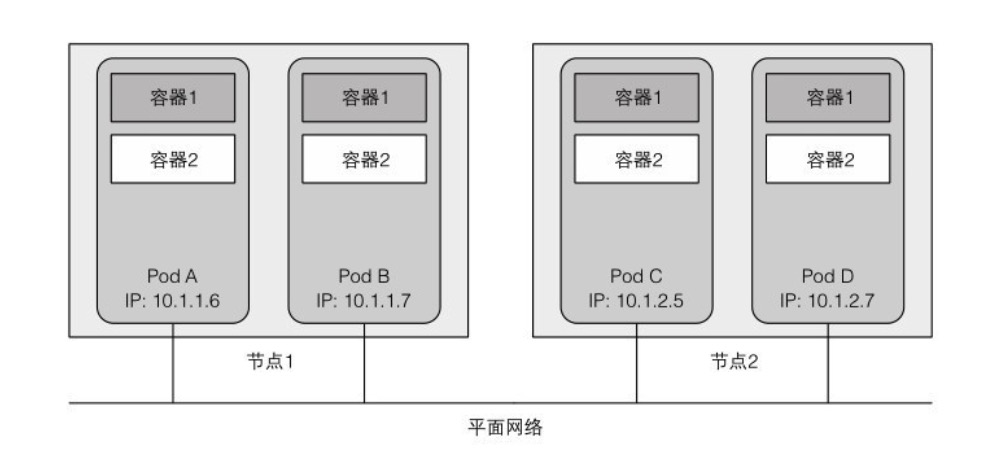 容器1
容器2
Pod A
IP: 10.1.1.6
容器1
容器2
Pod B
IP: 10.1.1.7
节点1
容器1
容器2
Pod C
IP: 10.1.2.5
容器1
容器2
Pod D
IP: 10.1.2.7
节点2
平面网络